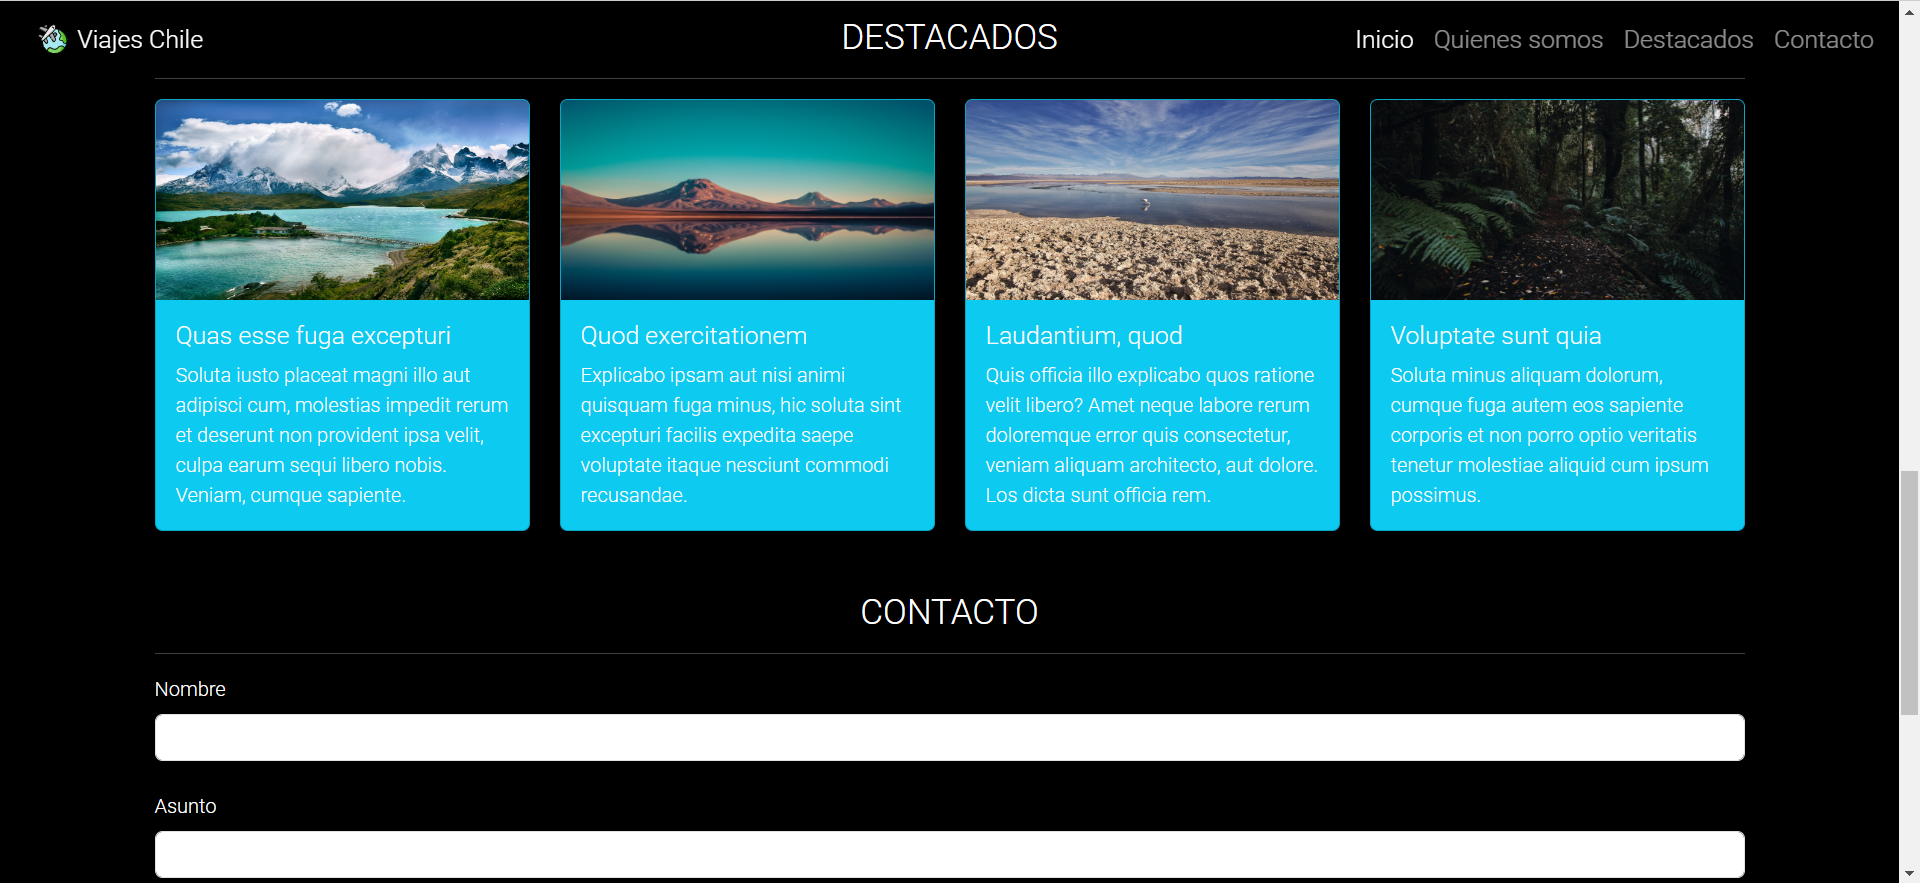 Viajes Chile
DESTACADOS
Inicio Quienes somos Destacados Contacto
Quas esse fuga excepturi
Soluta iusto placeat magni illo aut
adipisci cum, molestias impedit rerum
et deserunt non provident ipsa velit,
culpa earum sequi libero nobis.
Veniam, cumque sapiente.
Quod exercitationem
Explicabo ipsam aut nisi animi
quisquam fuga minus, hic soluta sint
excepturi facilis expedita saepe
voluptate itaque nesciunt commodi
recusandae.
Laudantium, quod
Quis officia illo explicabo quos ratione
velit libero? Amet neque labore rerum
doloremque error quis consectetur,
veniam aliquam architecto, aut dolore.
Los dicta sunt officia rem.
Voluptate sunt quia
Soluta minus aliquam dolorum,
cumque fuga autem eos sapiente
corporis et non porro optio veritatis
tenetur molestiae aliquid cum ipsum
possimus.
CONTACTO
Nombre
Asunto